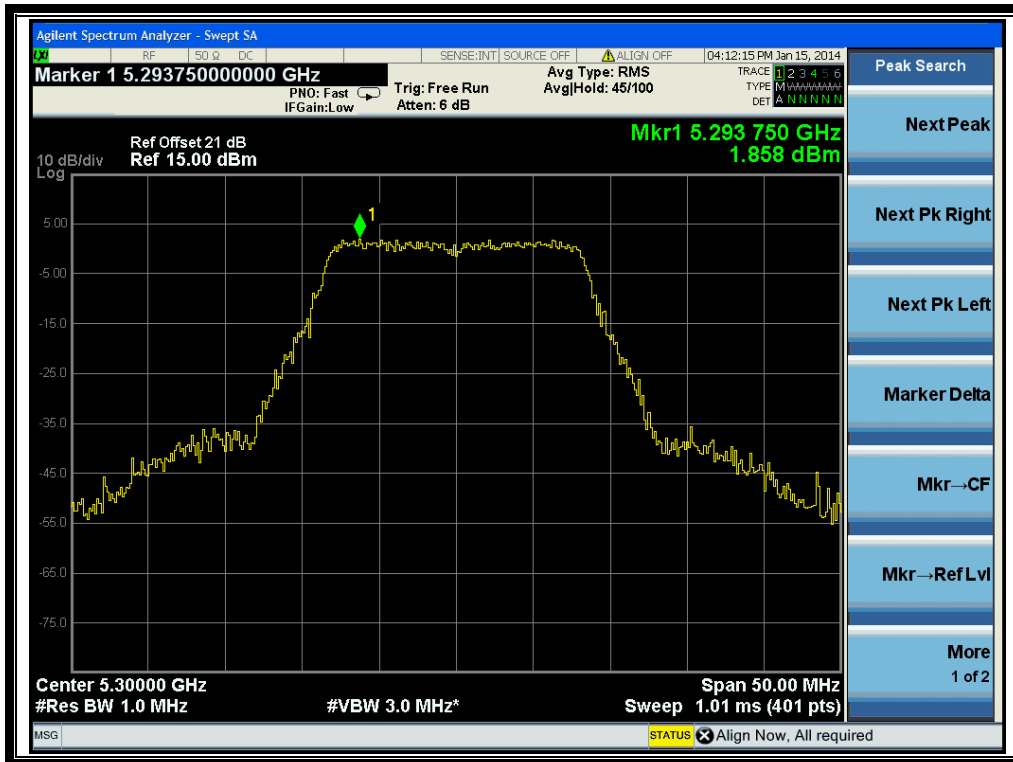 Agilent Spectrum Analyzer - Swept SA
LXI RF 50 Ω DC SENSE:INT SOURCE OFF ALIGN OFF 04:12:15 PM Jan 15, 2014
Marker 1 5.293750000000 GHz
PNO: Fast
IFGain:Low
Trig: Free Run
Atten: 6 dB
Avg Type: RMS
Avg|Hold: 45/100
TRACE 1 2 3 4 5 6
TYPE M
DET A N N N N N
Mkr1 5.293 750 GHz
1.858 dBm
Ref Offset 21 dB
10 dB/div Ref 15.00 dBm
Log
1
5.00
-5.00
-15.0
-25.0
-35.0
-45.0
-55.0
-65.0
-75.0
Center 5.30000 GHz Span 50.00 MHz
#Res BW 1.0 MHz #VBW 3.0 MHz* Sweep 1.01 ms (401 pts)
MSG STATUS Align Now, All required
Peak Search
Next Peak
Next Pk Right
Next Pk Left
Marker Delta
Mkr→CF
Mkr→Ref Lvl
More
1 of 2